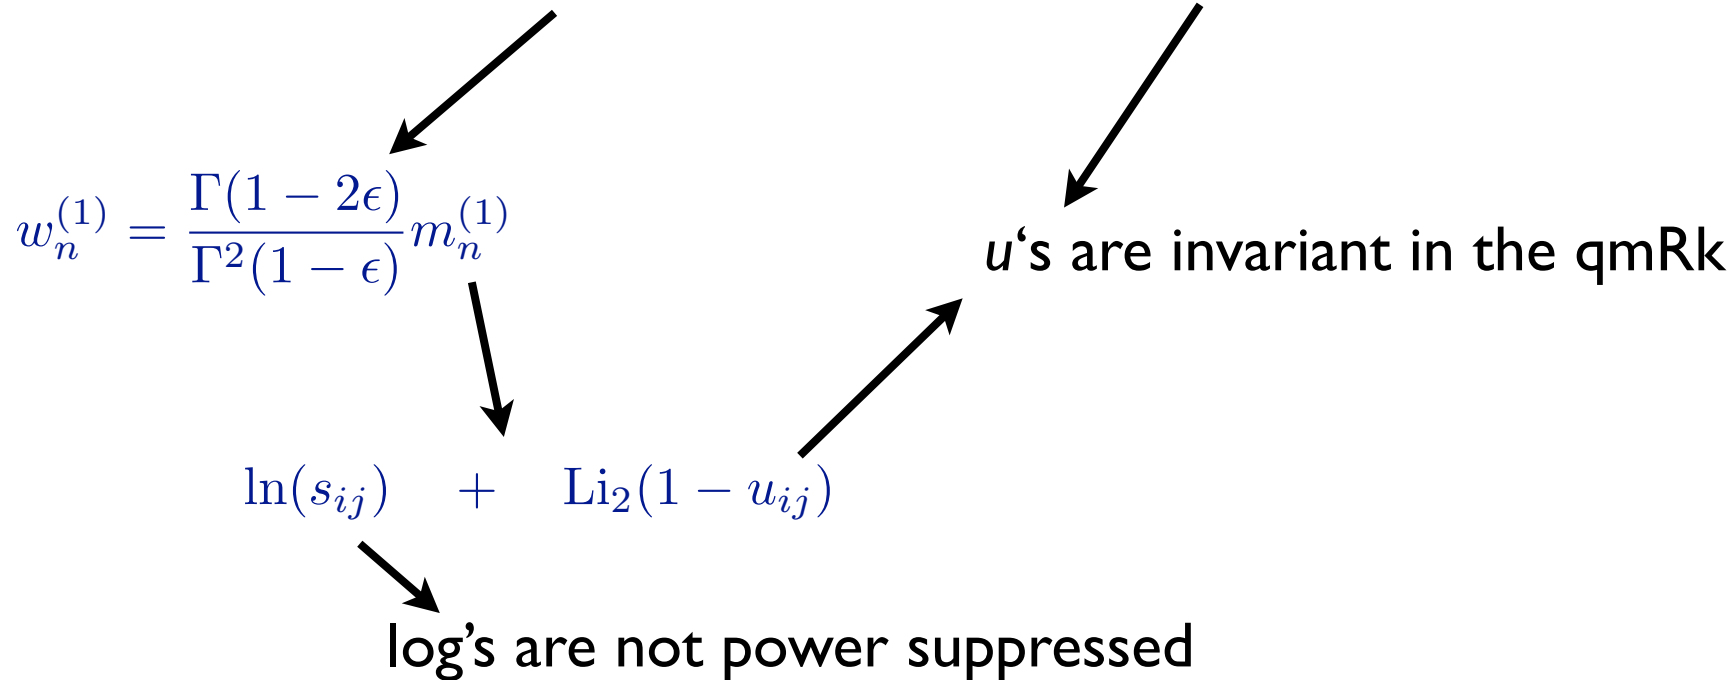 w_n^{(1)} = \frac{\Gamma(1 - 2\epsilon)}{\Gamma^2(1 - \epsilon)} m_n^{(1)}
u‘s are invariant in the qmRk
ln(s_{ij}) + Li_2(1 - u_{ij})
log’s are not power suppressed